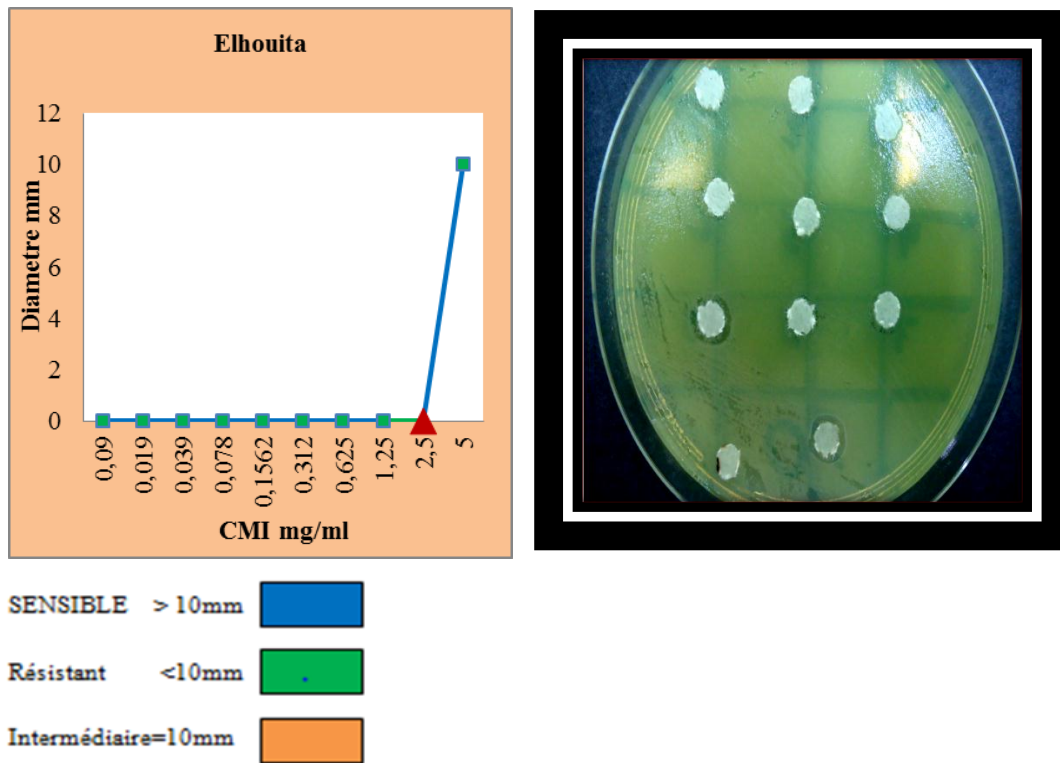 Elhouita
Diametre mm
12
10
8
6
4
2
0
0,09
0,019
0,039
0,078
0,1562
0,312
0,625
1,25
2,5
5
CMI mg/ml
SENSIBLE > 10mm
Résistant <10mm
Intermédiaire=10mm